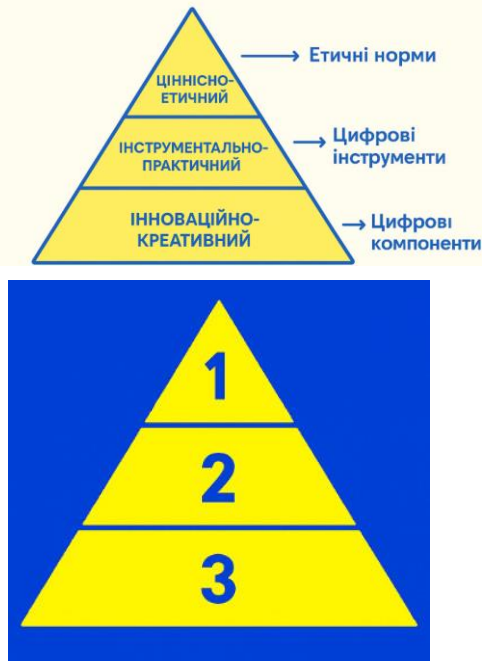 ЦІННІСНО-
ЕТИЧНИЙ
Етичні норми
ІНСТРУМЕНТАЛЬНО-
ПРАКТИЧНИЙ
Цифрові
інструменти
ІННОВАЦІЙНО-
КРЕАТИВНИЙ
Цифрові
компоненти
1
2
3